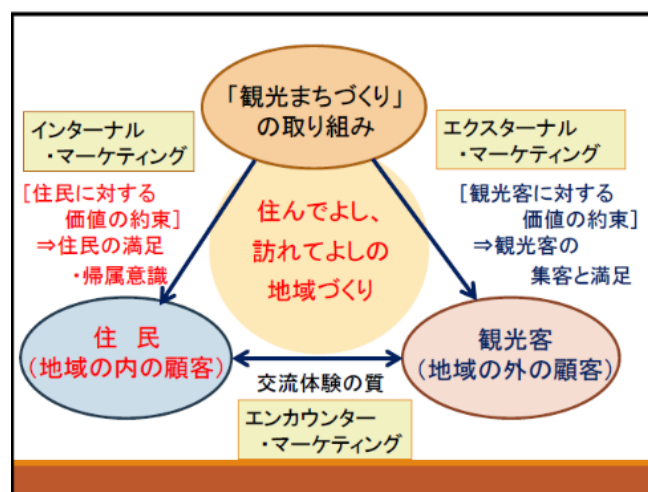 「観光まちづくり」
の取り組み
インターナル
・マーケティング
エクスターナル
・マーケティング
[住民に対する
価値の約束]
⇒住民の満足
・帰属意識
住んでよし、
訪れてよしの
地域づくり
[観光客に対する
価値の約束]
⇒観光客の
集客と満足
住 民
(地域の内の顧客)
観光客
(地域の外の顧客)
交流体験の質
エンカウンター
・マーケティング